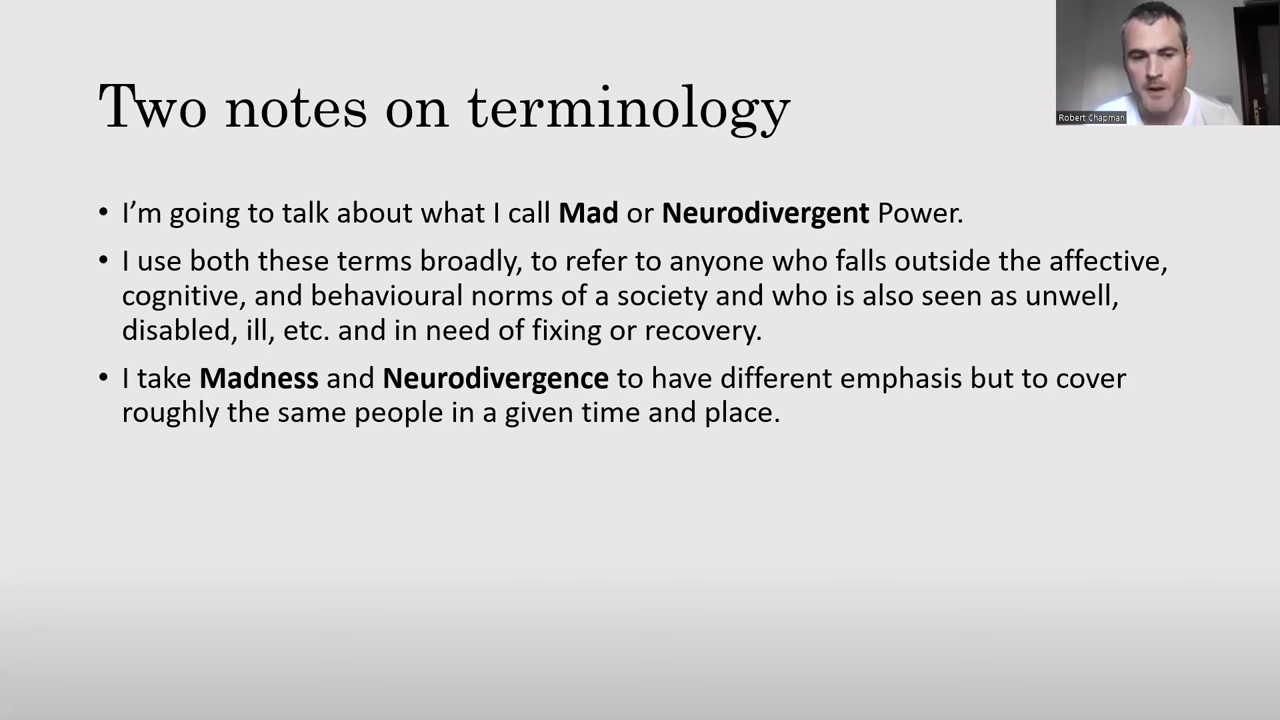 Two notes on terminology
Robert Chapman
• I’m going to talk about what I call Mad or Neurodivergent Power.
• I use both these terms broadly, to refer to anyone who falls outside the affective,
cognitive, and behavioural norms of a society and who is also seen as unwell,
disabled, ill, etc. and in need of fixing or recovery.
• I take Madness and Neurodivergence to have different emphasis but to cover
roughly the same people in a given time and place.